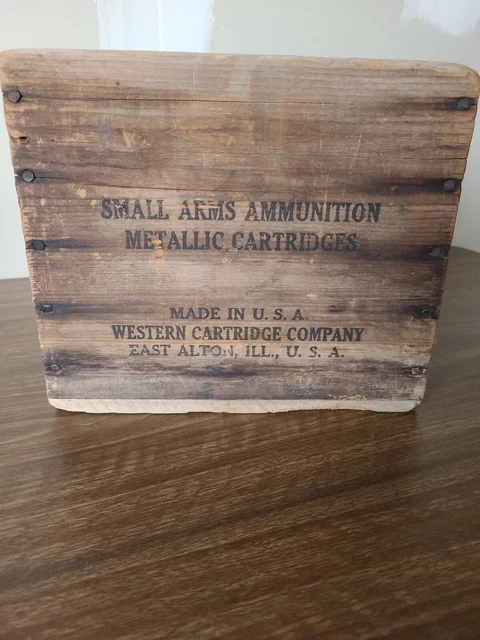 SMALL ARMS AMMUNITION
METALLIC CARTRIDGES
MADE IN U. S. A.
WESTERN CARTRIDGE COMPANY
EAST ALTON, ILL., U. S. A.